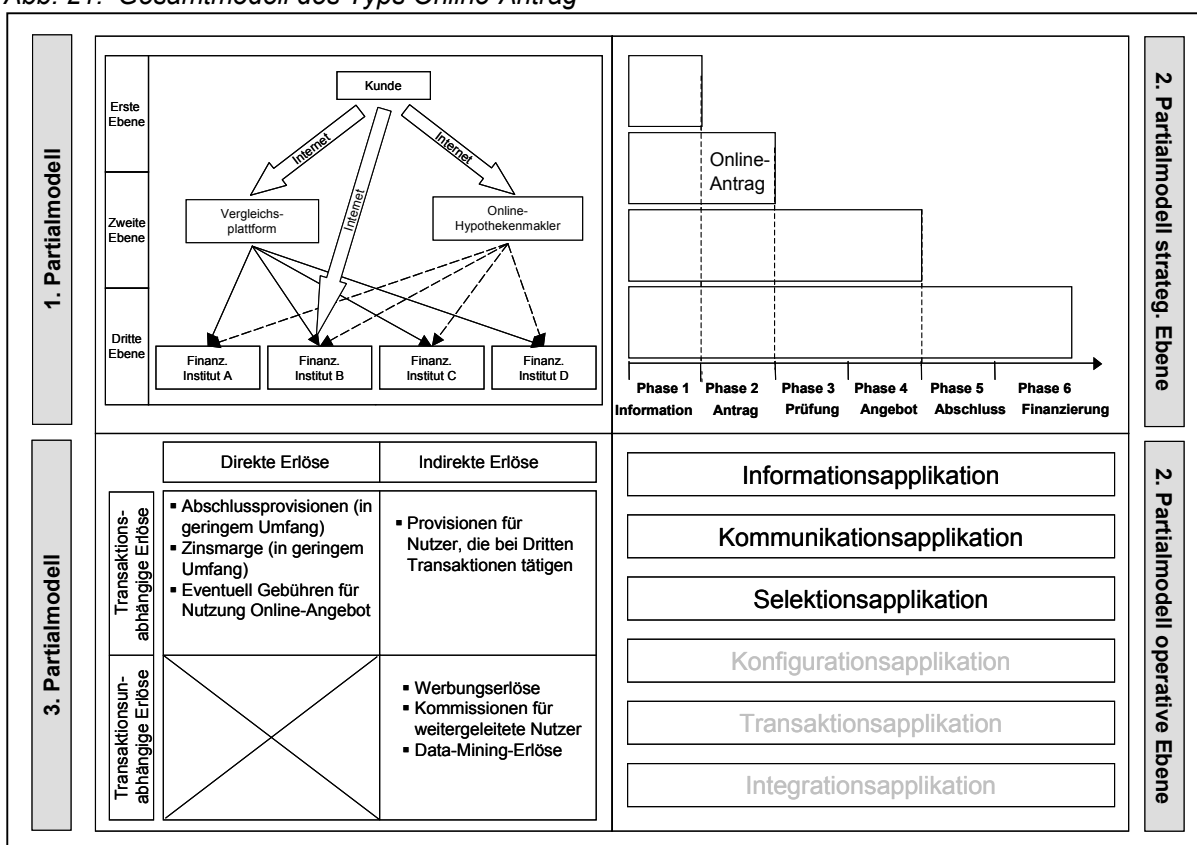 Abb. 21: Gesamtmodell des Typs Online-Antrag
1. Partialmodell
Erste
Ebene
Zweite
Ebene
Dritte
Ebene
Kunde
Internet
Internet
Internet
Vergleichs-
plattform
Online-
Hypothekenmakler
Finanz.
Institut A
Finanz.
Institut B
Finanz.
Institut C
Finanz.
Institut D
Online-
Antrag
Phase 1
Information
Phase 2
Antrag
Phase 3
Prüfung
Phase 4
Angebot
Phase 5
Abschluss
Phase 6
Finanzierung
2. Partialmodell strateg. Ebene
3. Partialmodell
Direkte Erlöse
Indirekte Erlöse
Transaktions-
abhängige Erlöse
▪ Abschlussprovisionen (in
geringem Umfang)
▪ Zinsmarge (in geringem
Umfang)
▪ Eventuell Gebühren für
Nutzung Online-Angebot
▪ Provisionen für
Nutzer, die bei Dritten
Transaktionen tätigen
Transaktionsun-
abhängige Erlöse
▪ Werbungserlöse
▪ Kommissionen für
weitergeleitete Nutzer
▪ Data-Mining-Erlöse
Informationsapplikation
Kommunikationsapplikation
Selektionsapplikation
Konfigurationsapplikation
Transaktionsapplikation
Integrationsapplikation
2. Partialmodell operative Ebene